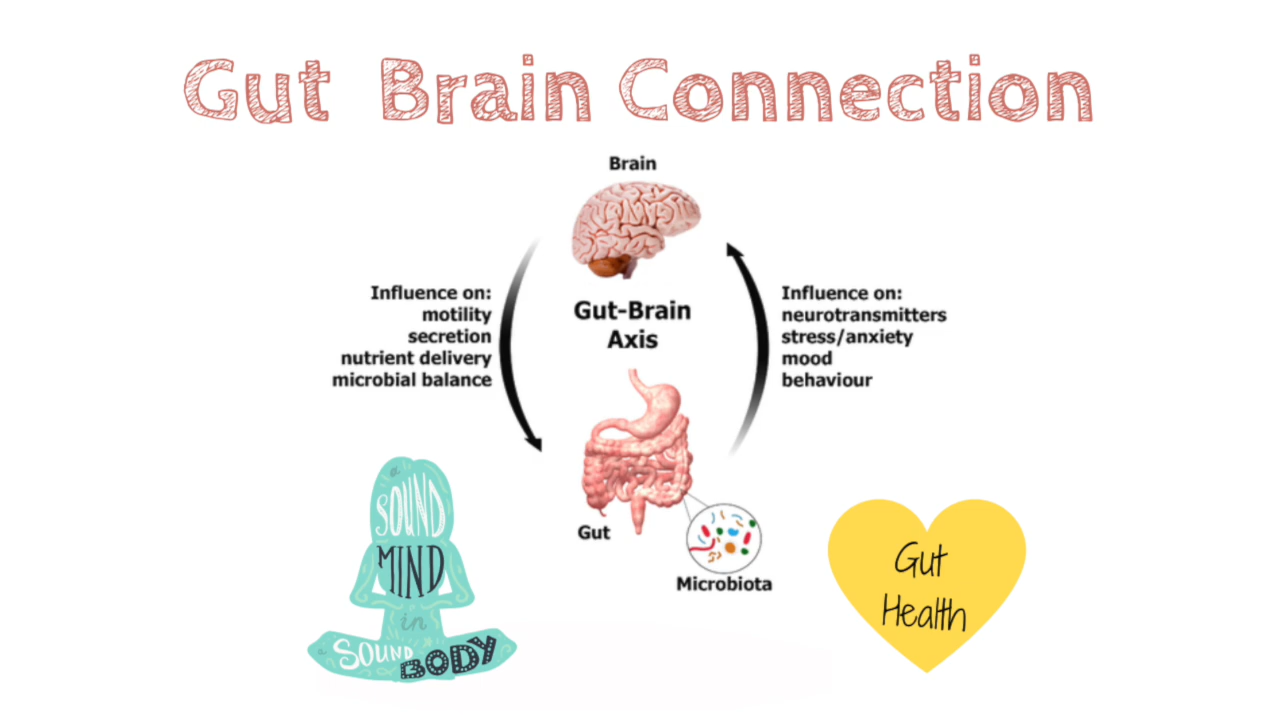 Gut Brain Connection
Brain
Influence on:
motility
secretion
nutrient delivery
microbial balance
Gut-Brain
Axis
Influence on:
neurotransmitters
stress/anxiety
mood
behaviour
Gut
Microbiota
a
SOUND
MIND
in
a SOUND BODY
Gut
Health